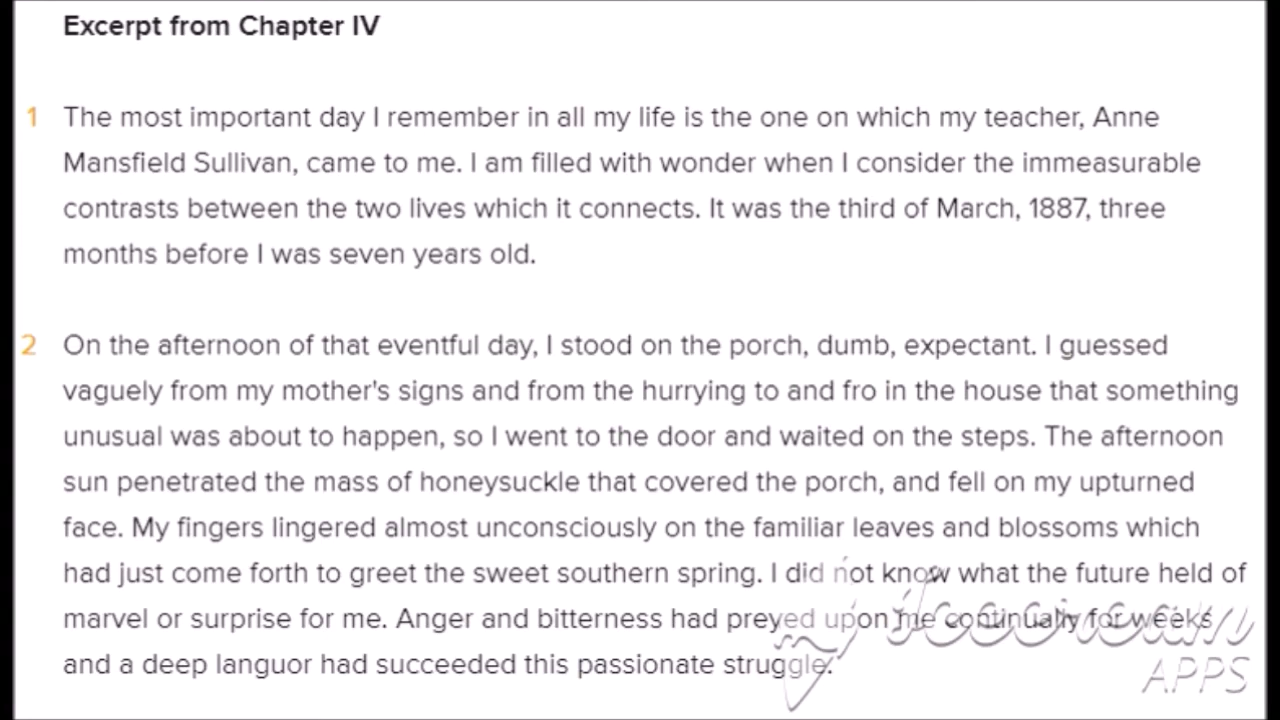 Excerpt from Chapter IV
1 The most important day I remember in all my life is the one on which my teacher, Anne
Mansfield Sullivan, came to me. I am filled with wonder when I consider the immeasurable
contrasts between the two lives which it connects. It was the third of March, 1887, three
months before I was seven years old.
2 On the afternoon of that eventful day, I stood on the porch, dumb, expectant. I guessed
vaguely from my mother's signs and from the hurrying to and fro in the house that something
unusual was about to happen, so I went to the door and waited on the steps. The afternoon
sun penetrated the mass of honeysuckle that covered the porch, and fell on my upturned
face. My fingers lingered almost unconsciously on the familiar leaves and blossoms which
had just come forth to greet the sweet southern spring. I did not know what the future held of
marvel or surprise for me. Anger and bitterness had preyed upon me continually for weeks
and a deep languor had succeeded this passionate struggle.
APPS